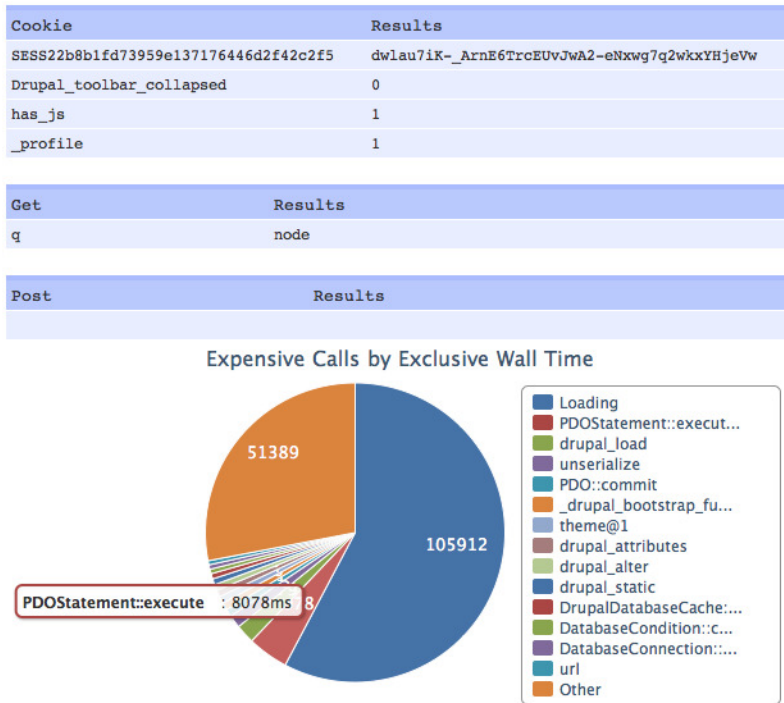 Cookie Results
SESS22b8b1fd73959e137176446d2f42c2f5 dwlau7iK-_ArnE6TrcEUvJwA2-eNxwg7q2wkxYHjeVw
Drupal_toolbar_collapsed 0
has_js 1
_profile 1
Get Results
q node
Post Results
Expensive Calls by Exclusive Wall Time
51389
105912
PDOStatement::execute : 8078ms
8
Loading
PDOStatement::execut...
drupal_load
unserialize
PDO::commit
_drupal_bootstrap_fu...
theme@1
drupal_attributes
drupal_alter
drupal_static
DrupalDatabaseCache:...
DatabaseCondition::c...
DatabaseConnection::...
url
Other